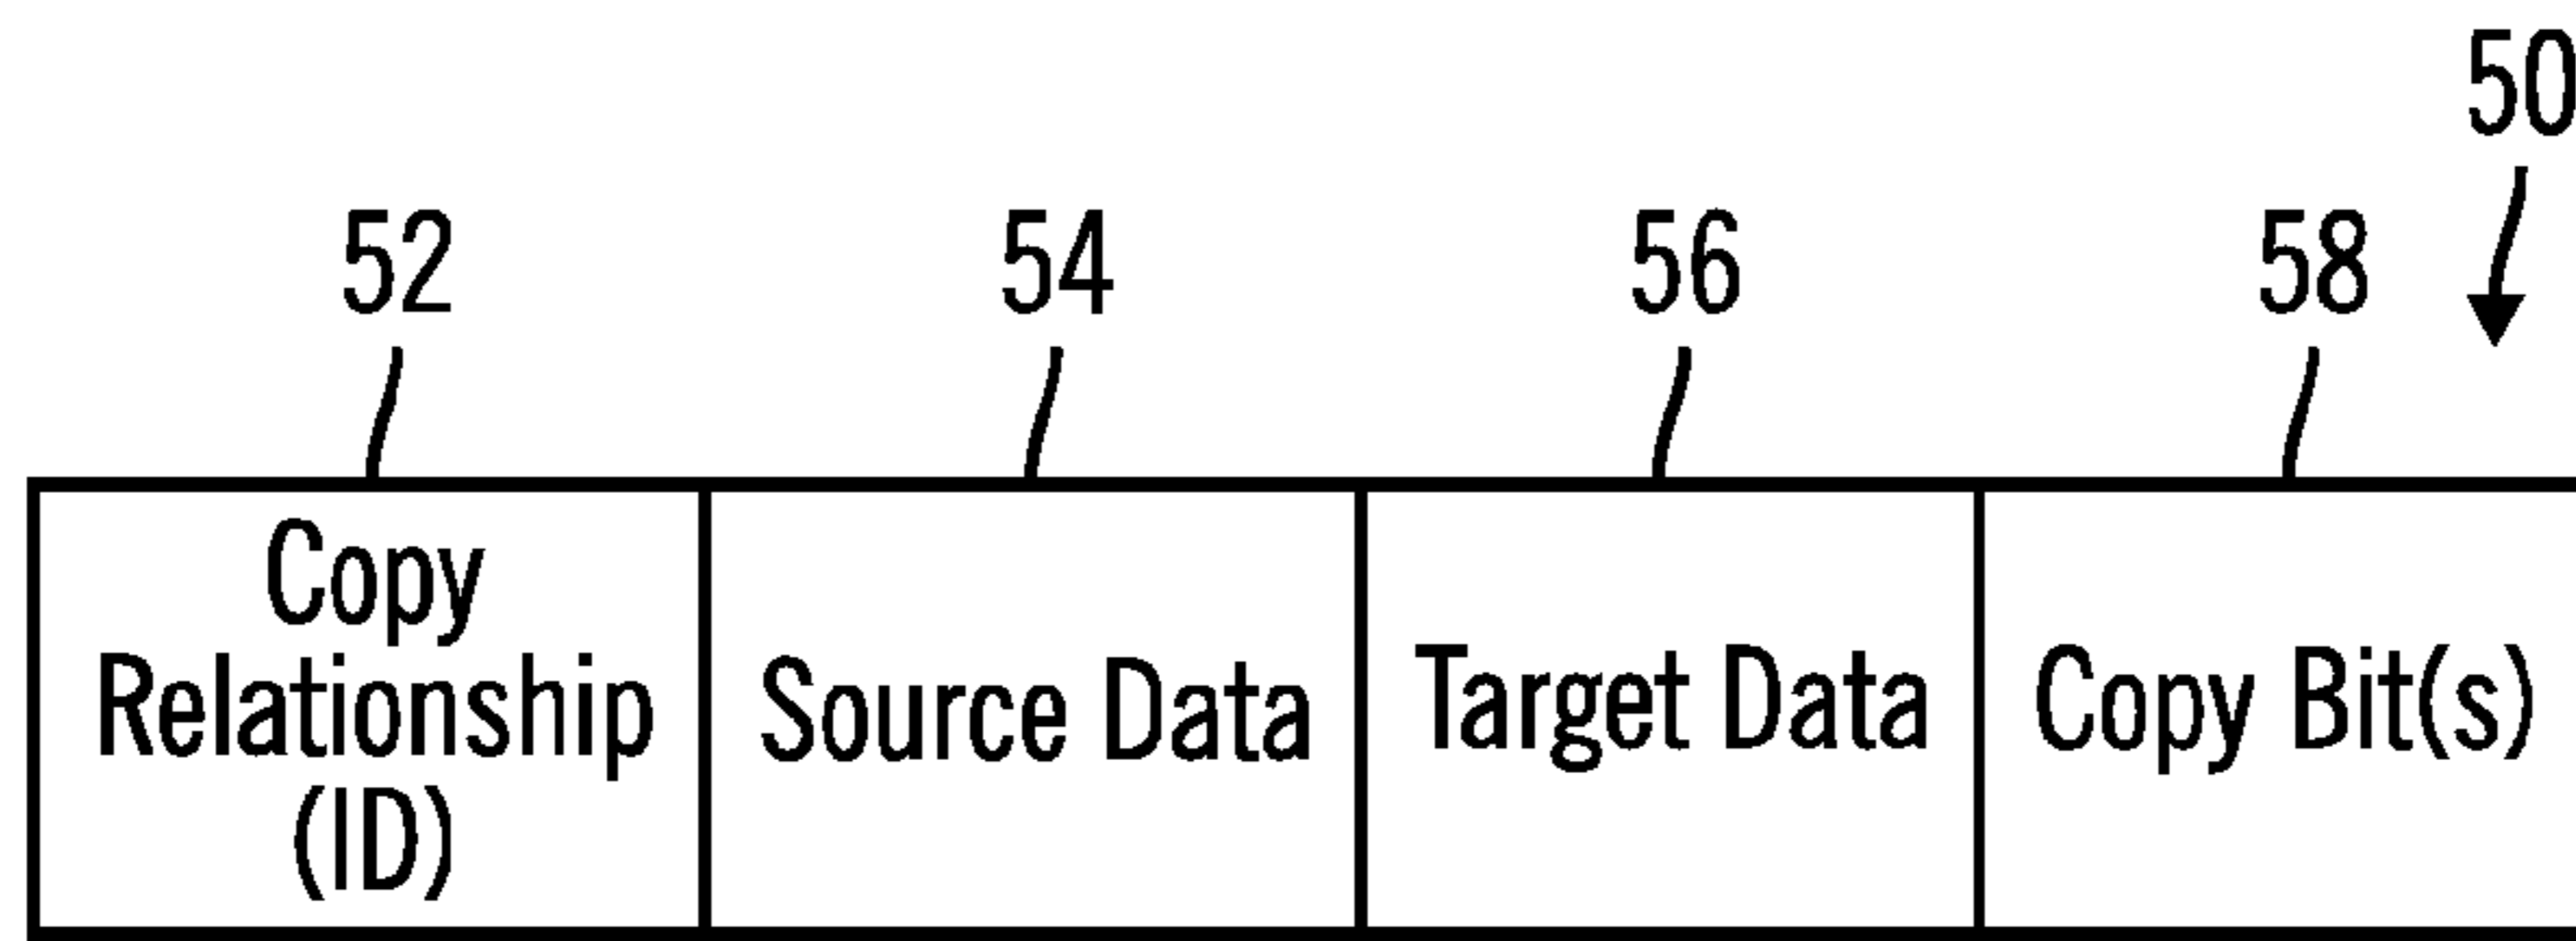 50
52 54 56 58
Copy
Relationship
(ID)
Source Data
Target Data
Copy Bit(s)